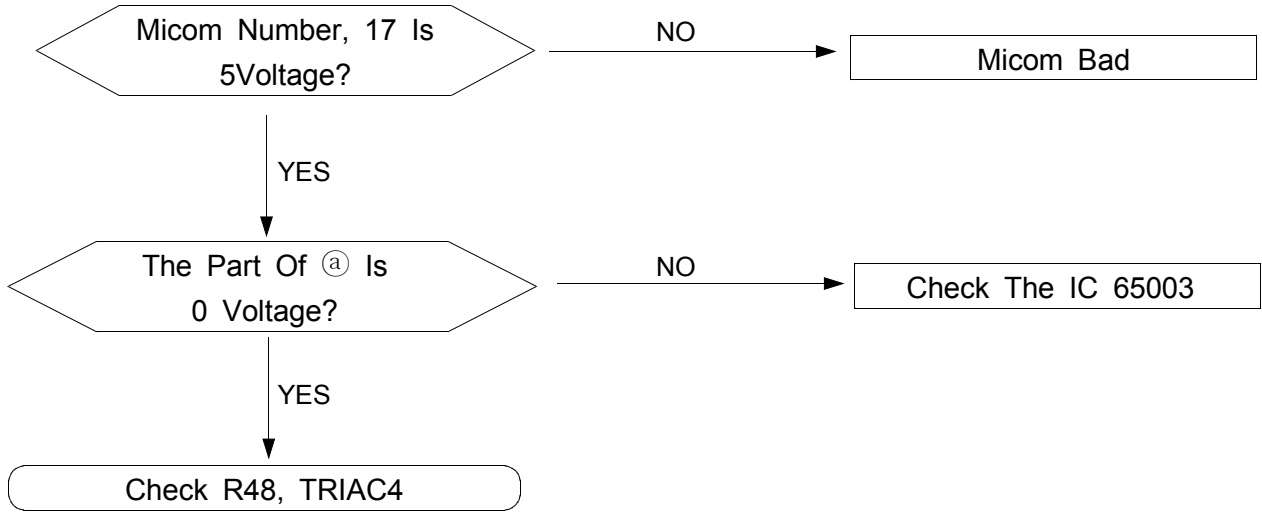 Micom Number, 17 Is
5Voltage?
NO
Micom Bad
YES
The Part Of ⓐ Is
0 Voltage?
NO
Check The IC 65003
YES
Check R48, TRIAC4